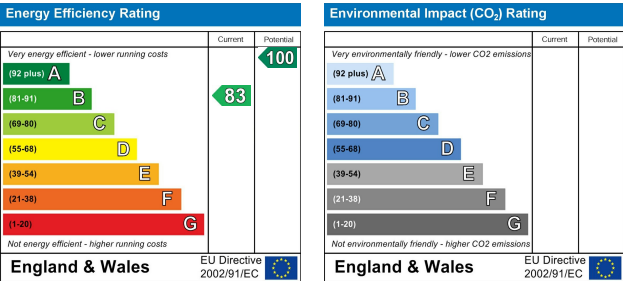 Energy Efficiency Rating
Current Potential
Very energy efficient - lower running costs
(92 plus) A
100
(81-91) B
83
(69-80) C
(55-68) D
(39-54) E
(21-38) F
(1-20) G
Not energy efficient - higher running costs
England & Wales
EU Directive
2002/91/EC
Environmental Impact (CO₂) Rating
Current Potential
Very environmentally friendly - lower CO2 emissions
(92 plus) A
(81-91) B
(69-80) C
(55-68) D
(39-54) E
(21-38) F
(1-20) G
Not environmentally friendly - higher CO2 emissions
England & Wales
EU Directive
2002/91/EC